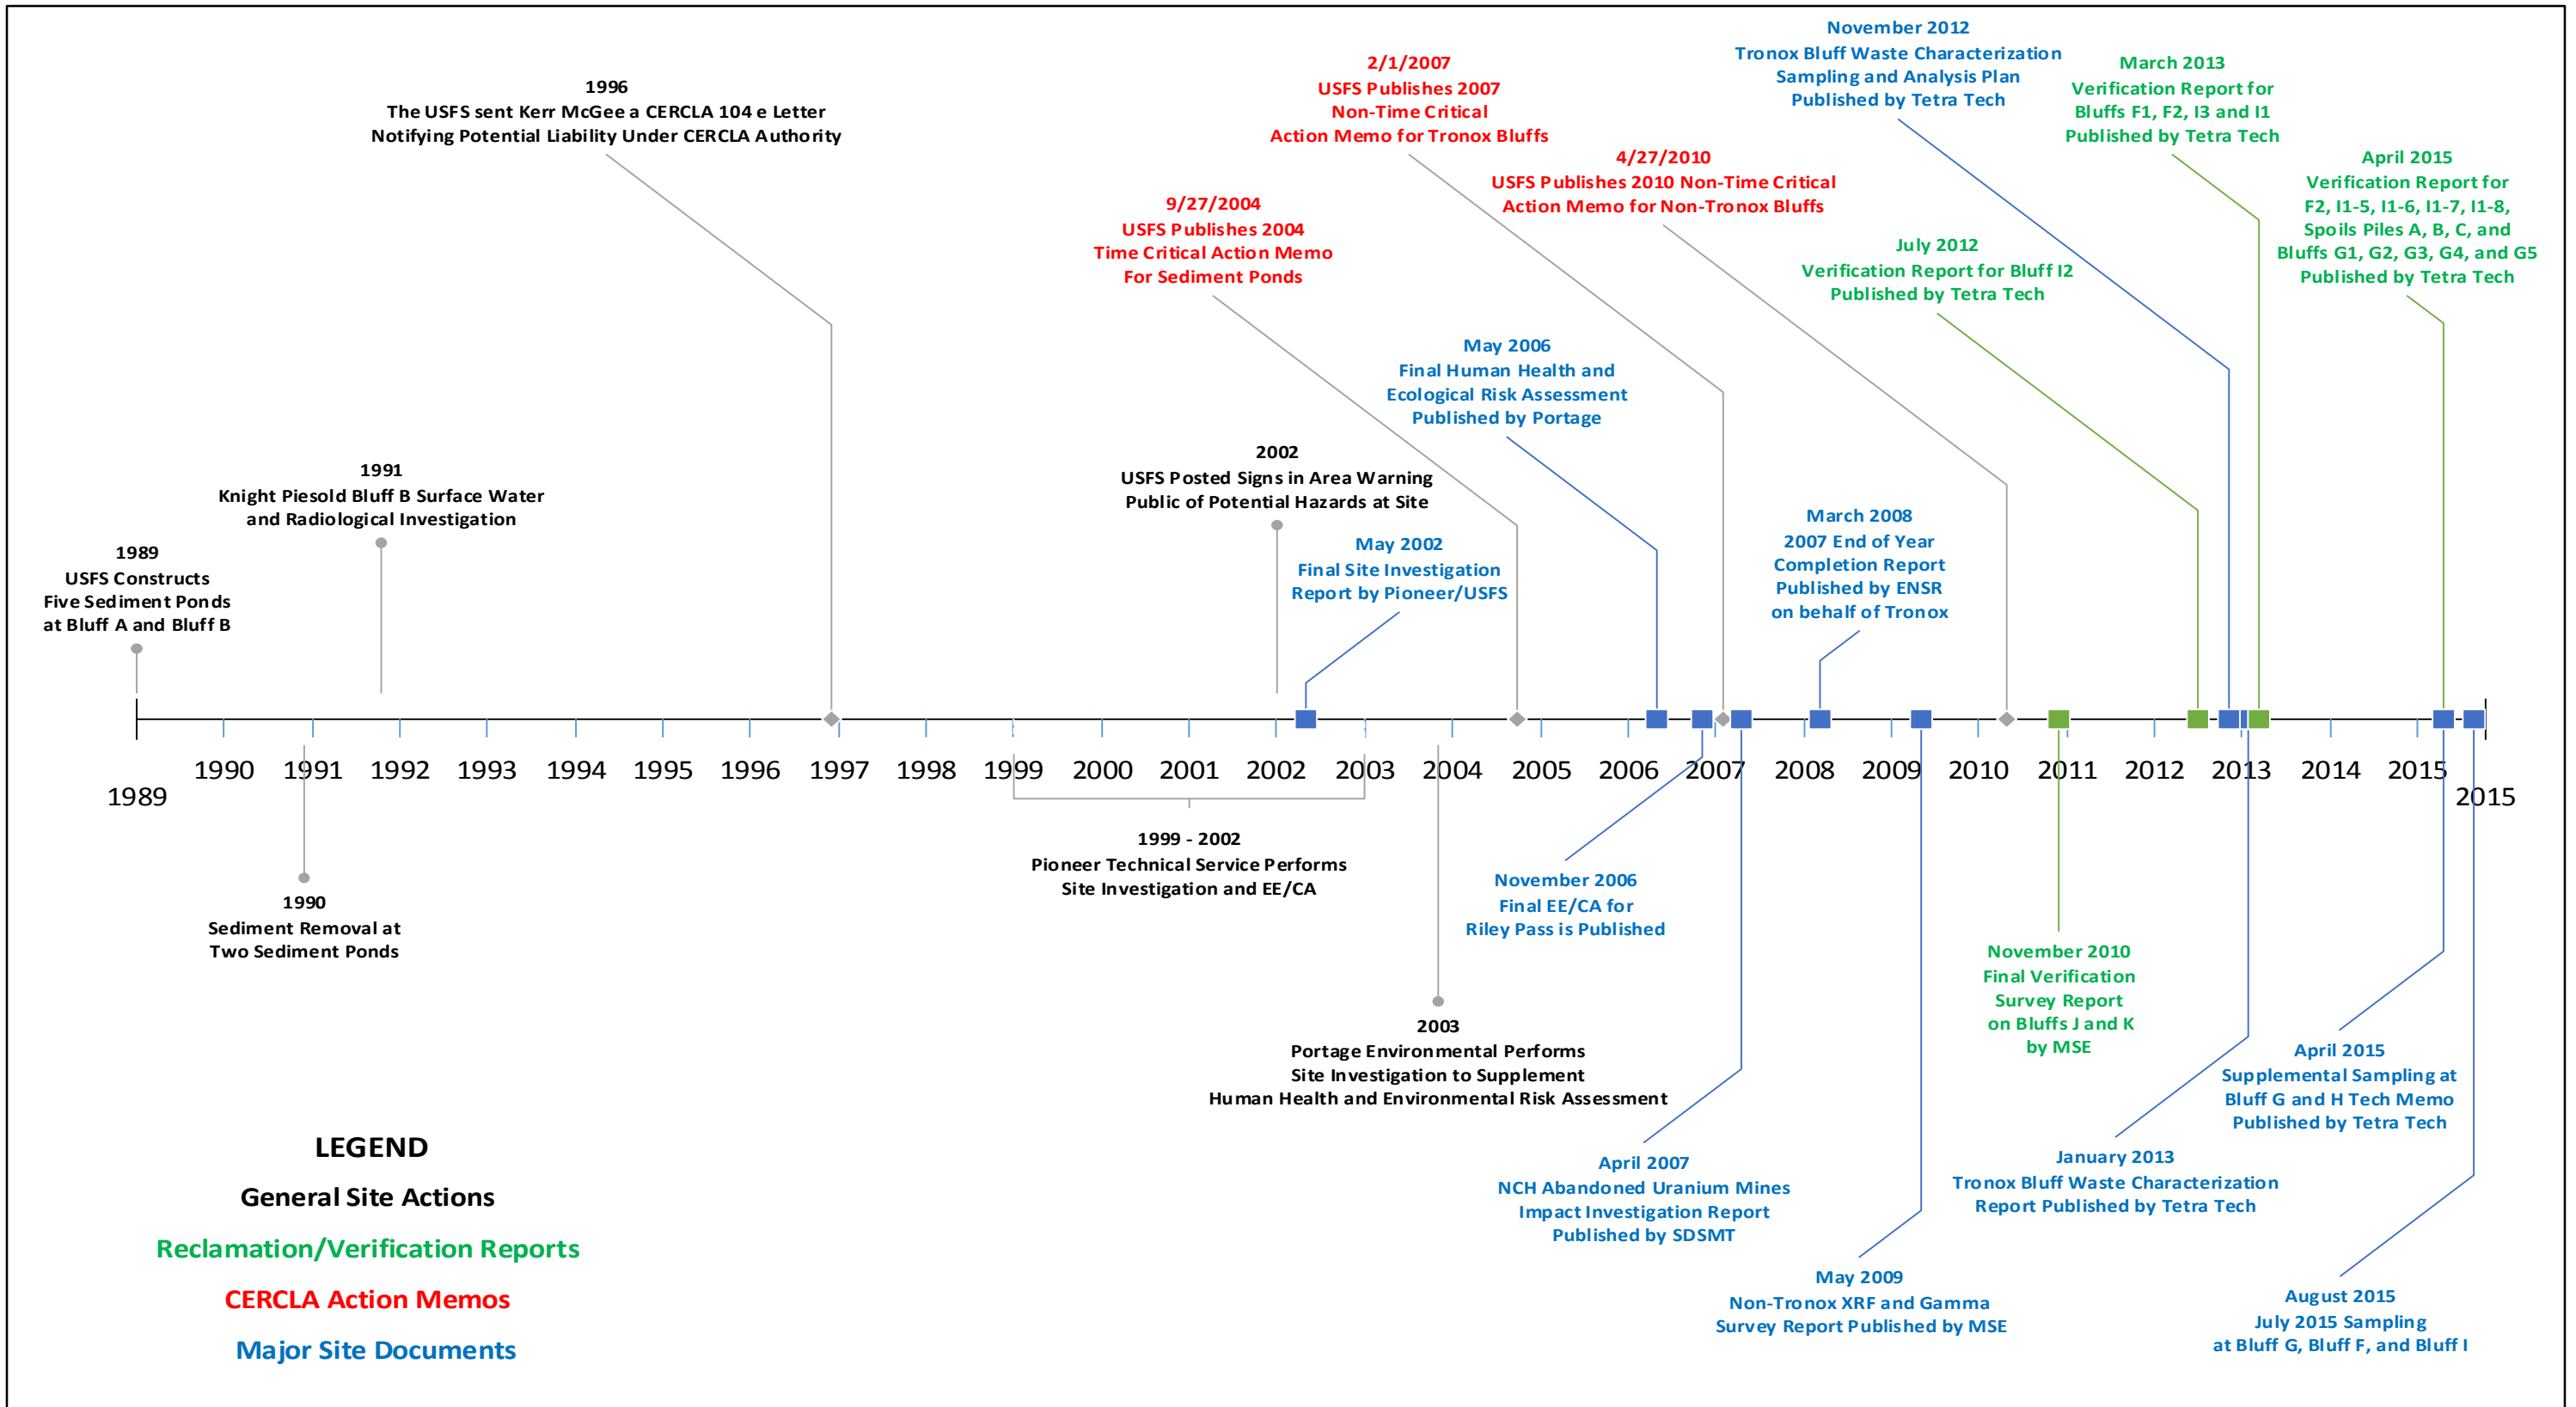 1996
The USFS sent Kerr McGee a CERCLA 104 e Letter
Notifying Potential Liability Under CERCLA Authority
2/1/2007
USFS Publishes 2007
Non-Time Critical
Action Memo for Tronox Bluffs
November 2012
Tronox Bluff Waste Characterization
Sampling and Analysis Plan
Published by Tetra Tech
March 2013
Verification Report for
Bluffs F1, F2, I3 and I1
Published by Tetra Tech
9/27/2004
USFS Publishes 2004
Time Critical Action Memo
For Sediment Ponds
4/27/2010
USFS Publishes 2010 Non-Time Critical
Action Memo for Non-Tronox Bluffs
April 2015
Verification Report for
F2, I1-5, I1-6, I1-7, I1-8,
Spoils Piles A, B, C, and
Bluffs G1, G2, G3, G4, and G5
Published by Tetra Tech
July 2012
Verification Report for Bluff I2
Published by Tetra Tech
May 2006
Final Human Health and
Ecological Risk Assessment
Published by Portage
1989
USFS Constructs
Five Sediment Ponds
at Bluff A and Bluff B
1991
Knight Piesold Bluff B Surface Water
and Radiological Investigation
2002
USFS Posted Signs in Area Warning
Public of Potential Hazards at Site
May 2002
Final Site Investigation
Report by Pioneer/USFS
March 2008
2007 End of Year
Completion Report
Published by ENSR
on behalf of Tronox
1990 1991 1992 1993 1994 1995 1996 1997 1998 1999 2000 2001 2002 2003 2004 2005 2006 2007 2008 2009 2010 2011 2012 2013 2014 2015
1989 2015
1990
Sediment Removal at
Two Sediment Ponds
1999 - 2002
Pioneer Technical Service Performs
Site Investigation and EE/CA
2003
Portage Environmental Performs
Site Investigation to Supplement
Human Health and Environmental Risk Assessment
November 2006
Final EE/CA for
Riley Pass is Published
April 2007
NCH Abandoned Uranium Mines
Impact Investigation Report
Published by SDSMT
May 2009
Non-Tronox XRF and Gamma
Survey Report Published by MSE
November 2010
Final Verification
Survey Report
on Bluffs J and K
by MSE
January 2013
Tronox Bluff Waste Characterization
Report Published by Tetra Tech
April 2015
Supplemental Sampling at
Bluff G and H Tech Memo
Published by Tetra Tech
August 2015
July 2015 Sampling
at Bluff G, Bluff F, and Bluff I
LEGEND
General Site Actions
Reclamation/Verification Reports
CERCLA Action Memos
Major Site Documents